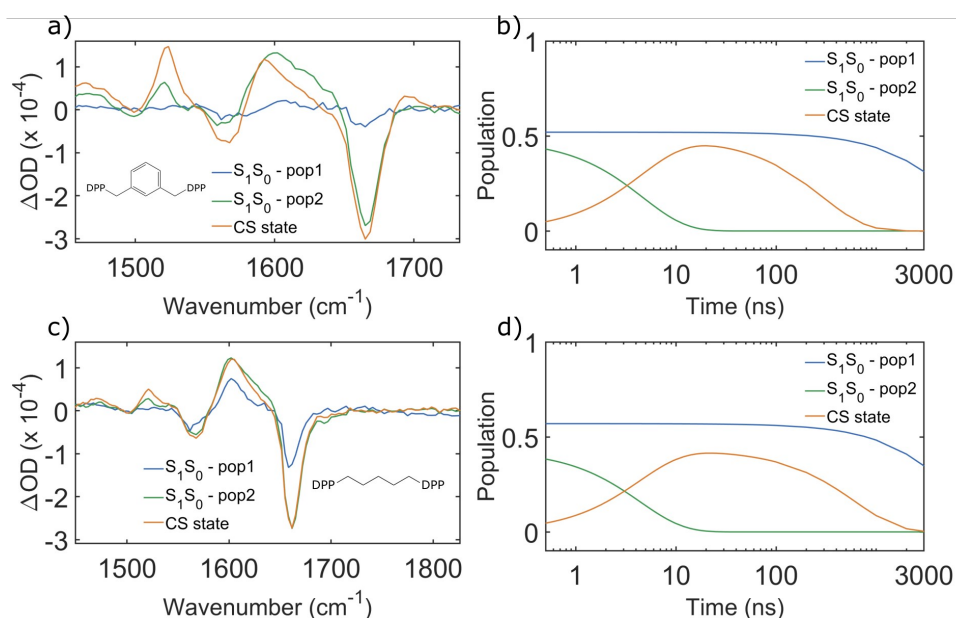 a)
1
0
-1
-2
-3
ΔOD (x 10⁻⁴)
DPP DPP
S₁S₀ - pop1
S₁S₀ - pop2
CS state
1500 1600 1700
Wavenumber (cm⁻¹)
b)
1
0.5
0
Population
S₁S₀ - pop1
S₁S₀ - pop2
CS state
1 10 100 3000
Time (ns)
c)
1
0
-1
-2
-3
ΔOD (x 10⁻⁴)
S₁S₀ - pop1
S₁S₀ - pop2
CS state
DPP DPP
1500 1600 1700 1800
Wavenumber (cm⁻¹)
d)
1
0.5
0
Population
S₁S₀ - pop1
S₁S₀ - pop2
CS state
1 10 100 3000
Time (ns)